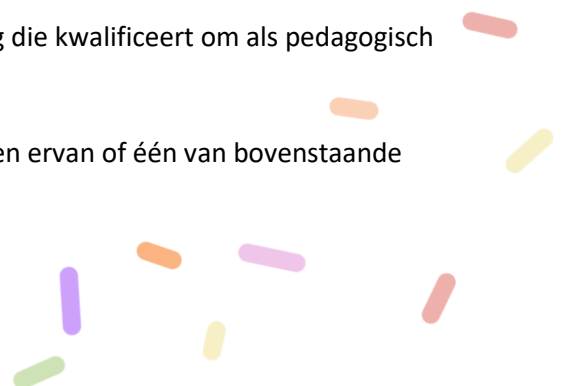 die kwalificeert om als pedagogisch
en ervan of één van bovenstaande